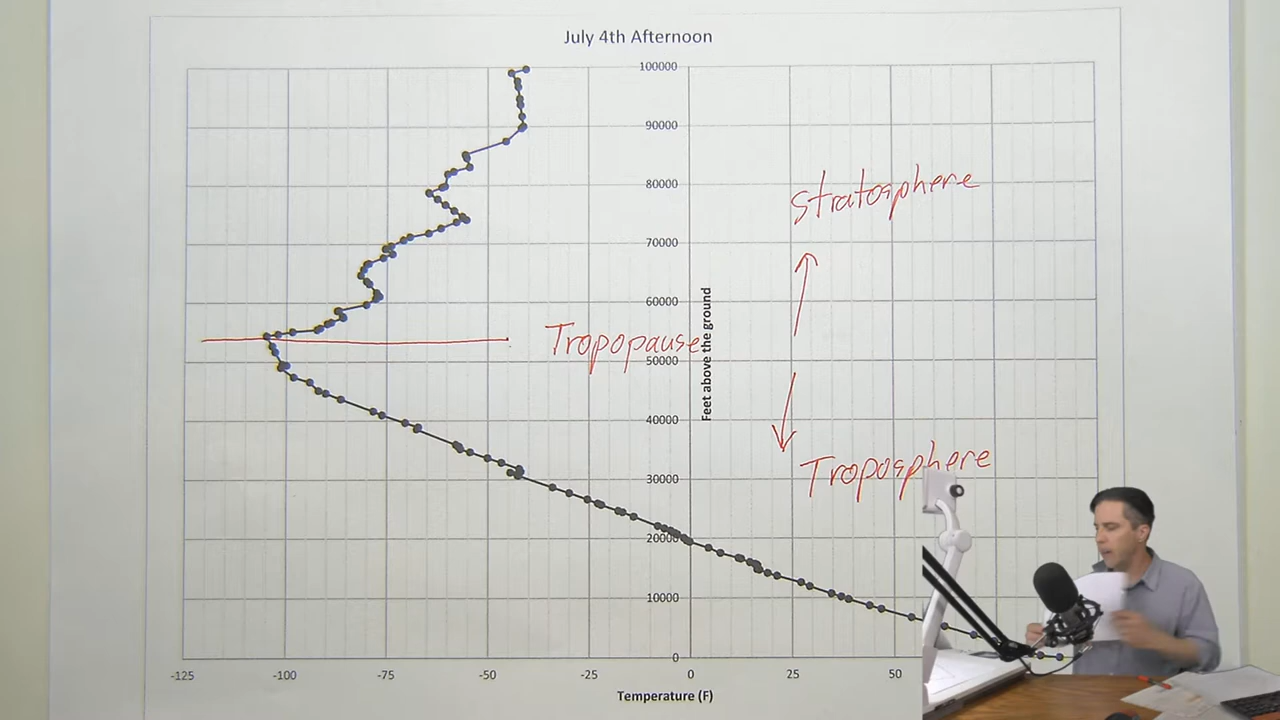 July 4th Afternoon
100000
90000
80000
stratosphere
70000
60000
Tropopause
50000
Feet above the ground
40000
Troposphere
30000
20000
10000
0
-125 -100 -75 -50 -25 0 25 50
Temperature (F)